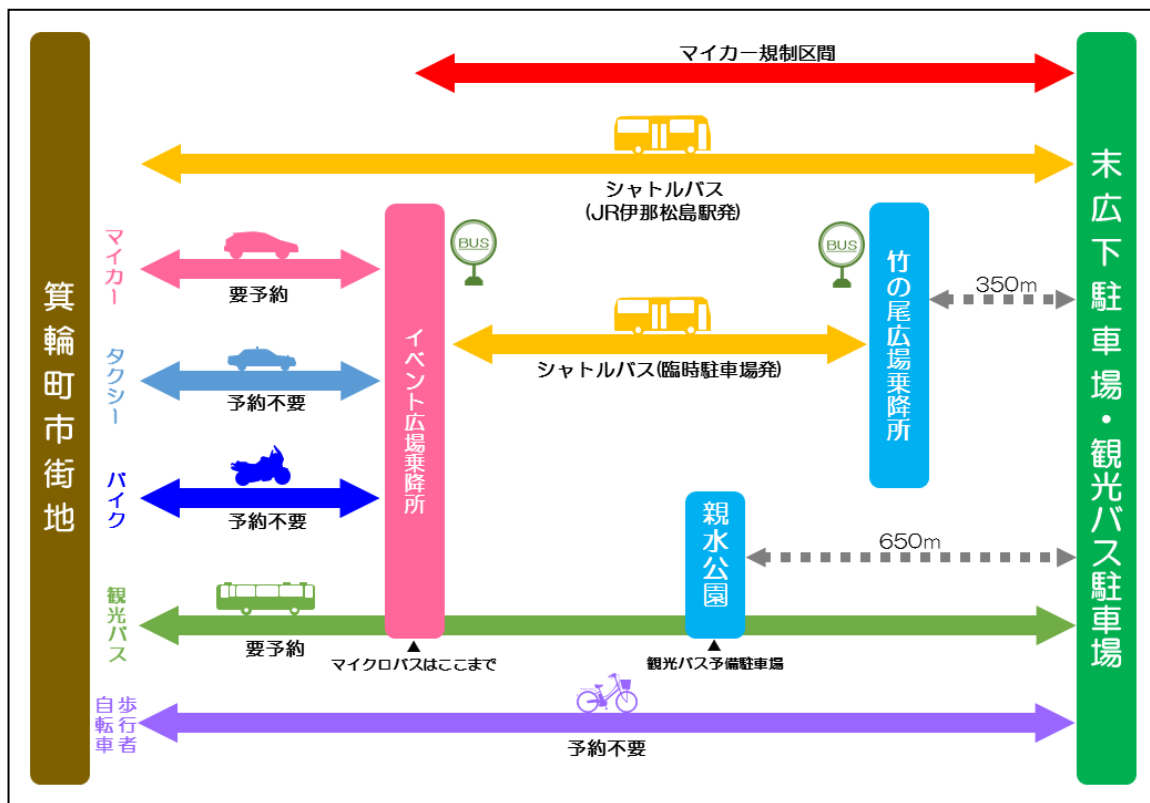 マイカー規制区間
シャトルバス
(JR伊那松島駅発)
箕輪町市街地
マイカー
要予約
タクシー
予約不要
バイク
予約不要
観光バス
要予約
歩行者
自転車
予約不要
イベント広場乗降所
マイクロバスはここまで
BUS
シャトルバス(臨時駐車場発)
BUS
竹の尾広場乗降所
350m
親水公園
観光バス予備駐車場
650m
末広下駐車場・観光バス駐車場